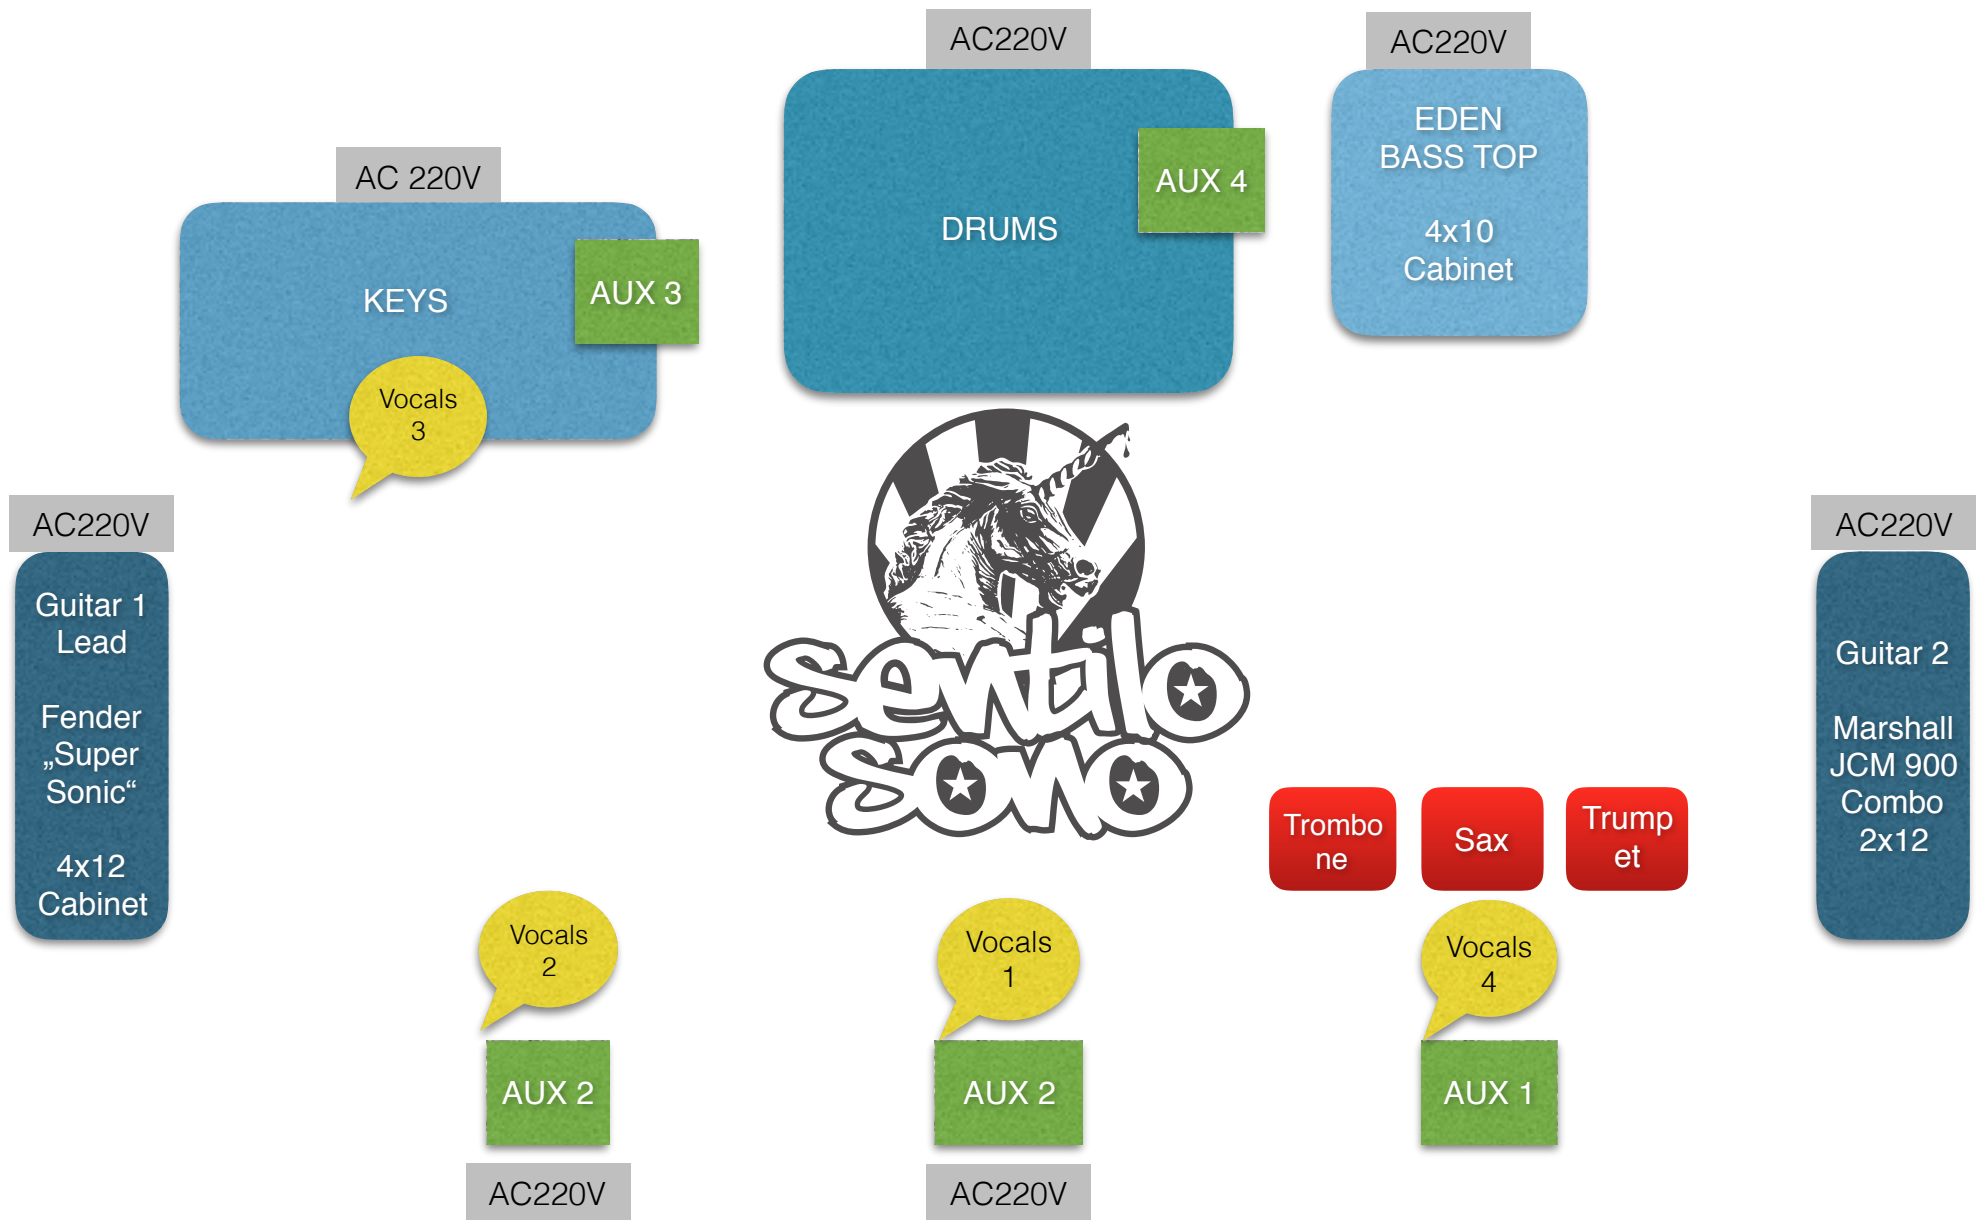 AC220V
AC220V
EDEN
BASS TOP
4x10
Cabinet
AC 220V
AUX 4
DRUMS
AUX 3
KEYS
Vocals
3
AC220V
Guitar 1
Lead
Fender
„Super
Sonic“
4x12
Cabinet
sentilo
sono
AC220V
Guitar 2
Marshall
JCM 900
Combo
2x12
Trombo
ne
Sax
Trump
et
Vocals
2
Vocals
1
Vocals
4
AUX 2
AUX 2
AUX 1
AC220V
AC220V